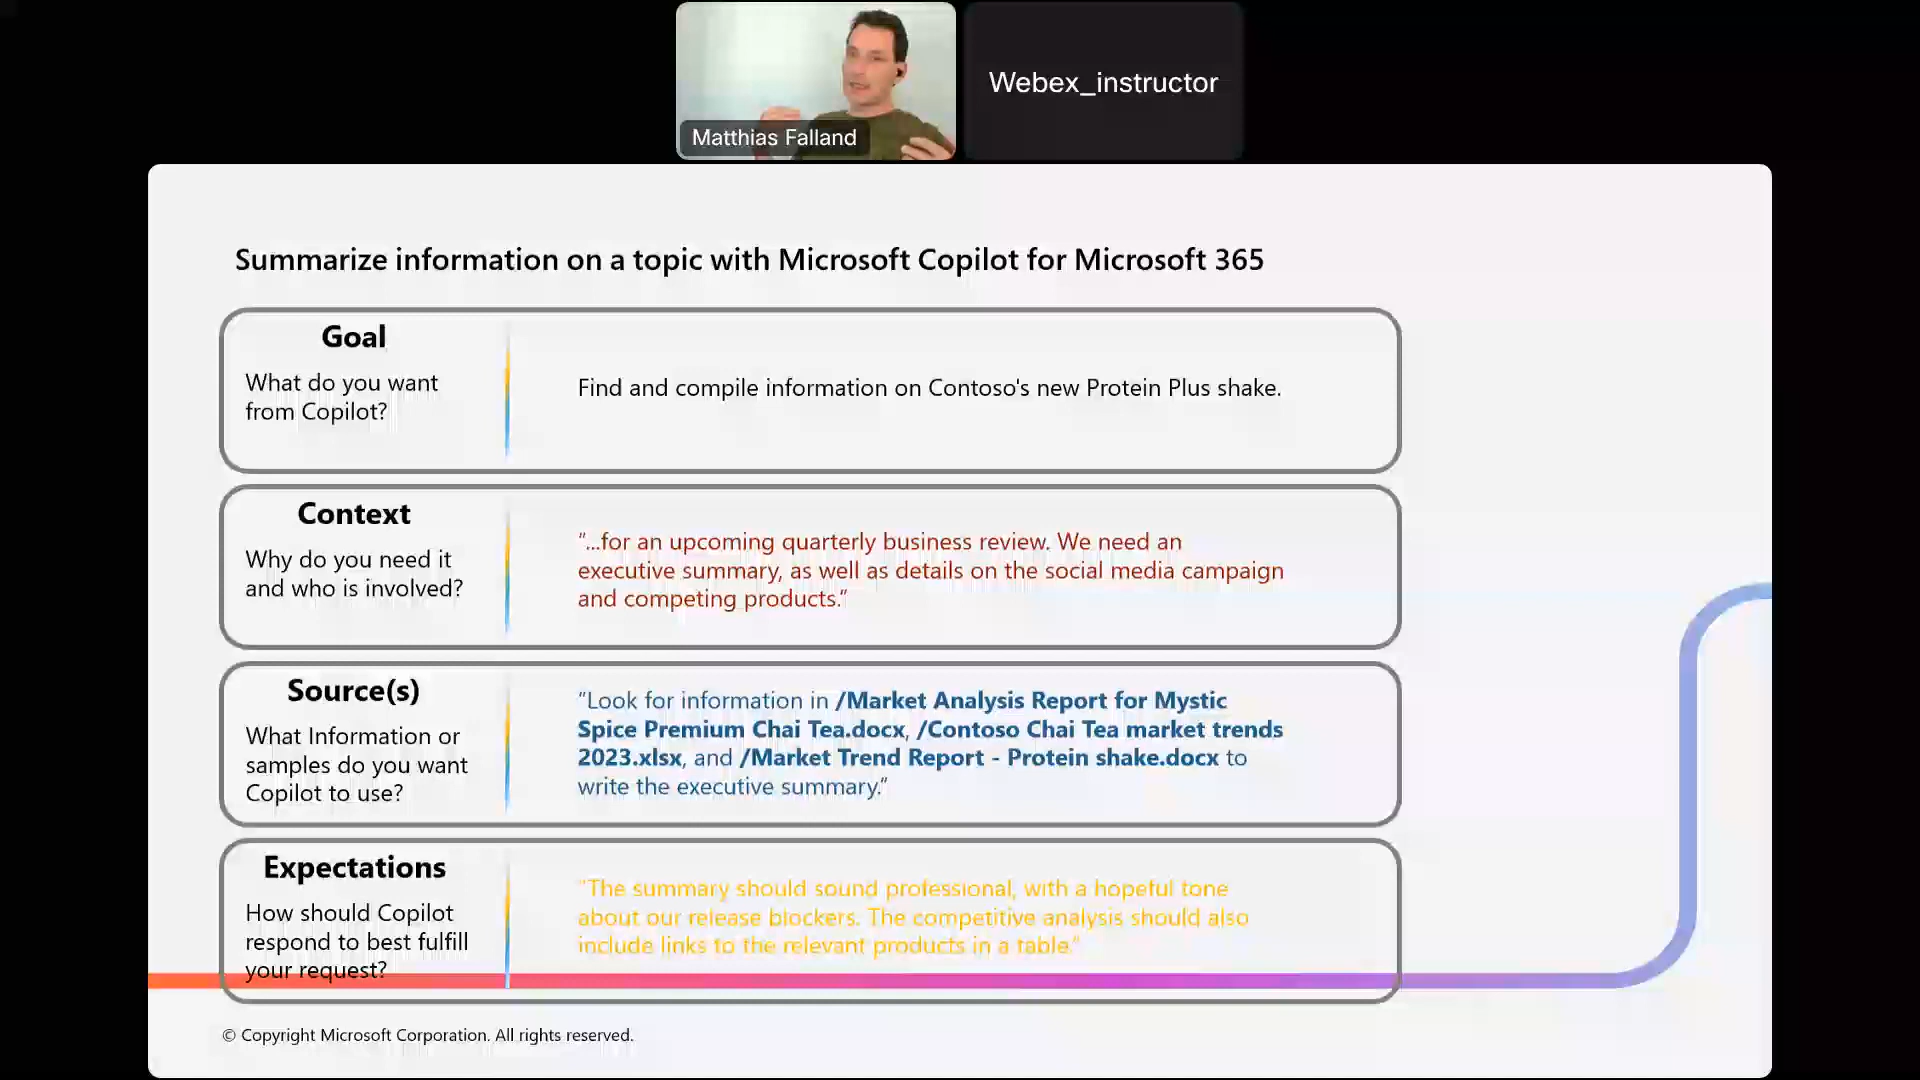 Matthias Falland
Webex_instructor
Summarize information on a topic with Microsoft Copilot for Microsoft 365
Goal
What do you want
from Copilot?
Find and compile information on Contoso's new Protein Plus shake.
Context
Why do you need it
and who is involved?
“...for an upcoming quarterly business review. We need an
executive summary, as well as details on the social media campaign
and competing products.”
Source(s)
What Information or
samples do you want
Copilot to use?
“Look for information in /Market Analysis Report for Mystic
Spice Premium Chai Tea.docx, /Contoso Chai Tea market trends
2023.xlsx, and /Market Trend Report - Protein shake.docx to
write the executive summary.”
Expectations
How should Copilot
respond to best fulfill
your request?
“The summary should sound professional, with a hopeful tone
about our release blockers. The competitive analysis should also
include links to the relevant products in a table.”
© Copyright Microsoft Corporation. All rights reserved.